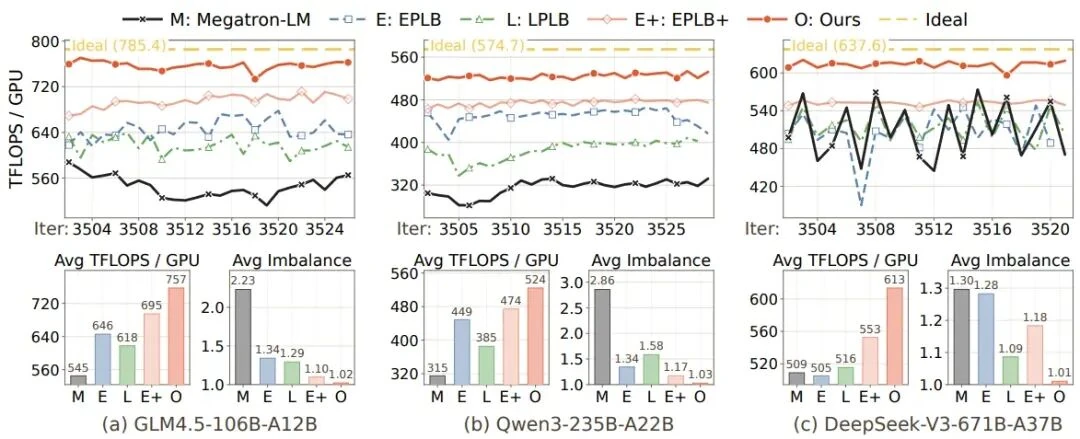 M: Megatron-LM E: EPLB L: LPLB E+: EPLB+ O: Ours Ideal
TFLOPS / GPU
800
720
640
560
Ideal (785.4)
Iter: 3504 3508 3512 3516 3520 3524
560
480
400
320
Ideal (574.7)
Iter: 3505 3510 3515 3520 3525
600
540
480
420
Ideal (637.6)
Iter: 3504 3508 3512 3516 3520
Avg TFLOPS / GPU
720
640
560
545 646 618 695 757
M E L E+ O
Avg Imbalance
2.0
1.5
1.0
2.23 1.34 1.29 1.10 1.02
M E L E+ O
(a) GLM4.5-106B-A12B
Avg TFLOPS / GPU
560
480
400
320
315 449 385 474 524
M E L E+ O
Avg Imbalance
3.0
2.5
2.0
1.5
1.0
2.86 1.34 1.58 1.17 1.03
M E L E+ O
(b) Qwen3-235B-A22B
Avg TFLOPS / GPU
600
560
520
509 505 516 553 613
M E L E+ O
Avg Imbalance
1.3
1.2
1.1
1.0
1.30 1.28 1.09 1.18 1.01
M E L E+ O
(c) DeepSeek-V3-671B-A37B